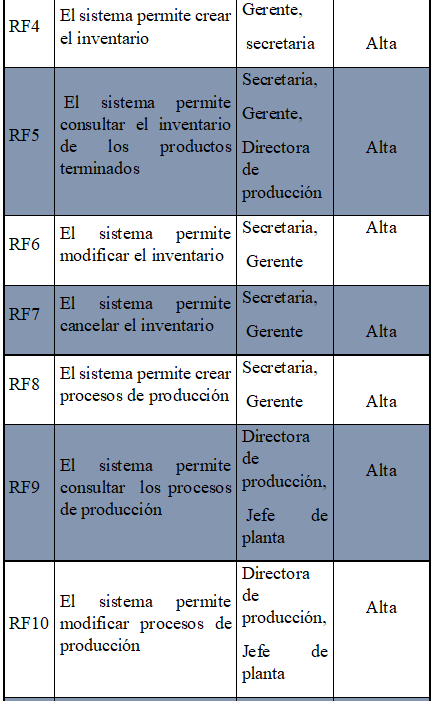 RF4
El sistema permite crear
el inventario
Gerente,
secretaria
Alta
RF5
El sistema permite
consultar el inventario
de los productos
terminados
Secretaria,
Gerente,
Directora
de
producción
Alta
RF6
El sistema permite
modificar el inventario
Secretaria,
Gerente
Alta
RF7
El sistema permite
cancelar el inventario
Secretaria,
Gerente
Alta
RF8
El sistema permite crear
procesos de producción
Secretaria,
Gerente
Alta
RF9
El sistema permite
consultar los procesos
de producción
Directora
de
producción,
Jefe de
planta
Alta
RF10
El sistema permite
modificar procesos de
producción
Directora
de
producción,
Jefe de
planta
Alta